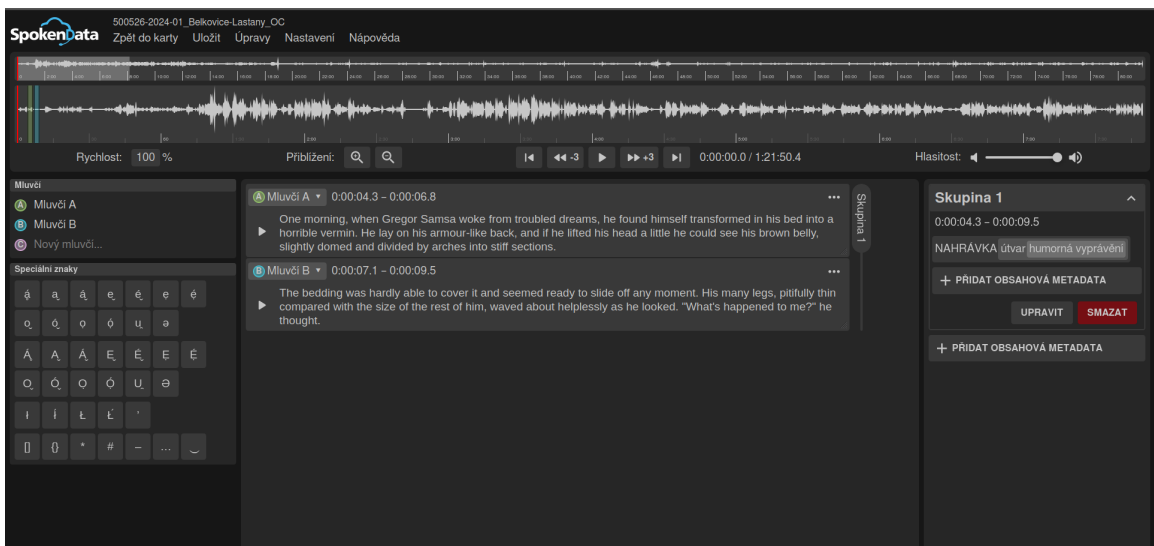 SpokenData
500526-2024-01_Belkovice-Lastany_OC
Zpět do karty Uložit Úpravy Nastavení Nápověda
Rychlost: 100 %
Přiblížení:
-3 +3
0:00:00.0 / 1:21:50.4
Hlasitost:
Mluvčí
A Mluvčí A
B Mluvčí B
C Nový mluvčí...
Speciální znaky
[] {} * # – ...
A Mluvčí A 0:00:04.3 – 0:00:06.8
One morning, when Gregor Samsa woke from troubled dreams, he found himself transformed in his bed into a
horrible vermin. He lay on his armour-like back, and if he lifted his head a little he could see his brown belly,
slightly domed and divided by arches into stiff sections.
B Mluvčí B 0:00:07.1 – 0:00:09.5
The bedding was hardly able to cover it and seemed ready to slide off any moment. His many legs, pitifully thin
compared with the size of the rest of him, waved about helplessly as he looked. "What's happened to me?" he
thought.
Skupina 1
Skupina 1
0:00:04.3 – 0:00:09.5
NAHRÁVKA útvar humorná vyprávění
+ PŘIDAT OBSAHOVÁ METADATA
UPRAVIT SMAZAT
+ PŘIDAT OBSAHOVÁ METADATA